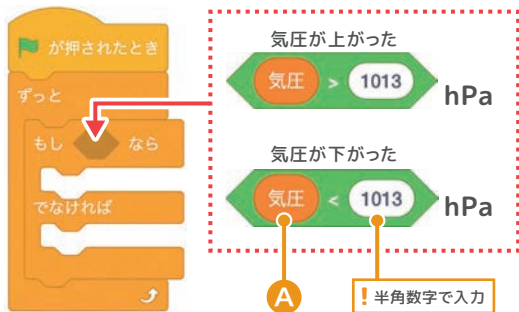 が押されたとき
ずっと
もし なら
でなければ
気圧が上がった
気圧 > 1013 hPa
気圧が下がった
気圧 < 1013 hPa
A
! 半角数字で入力